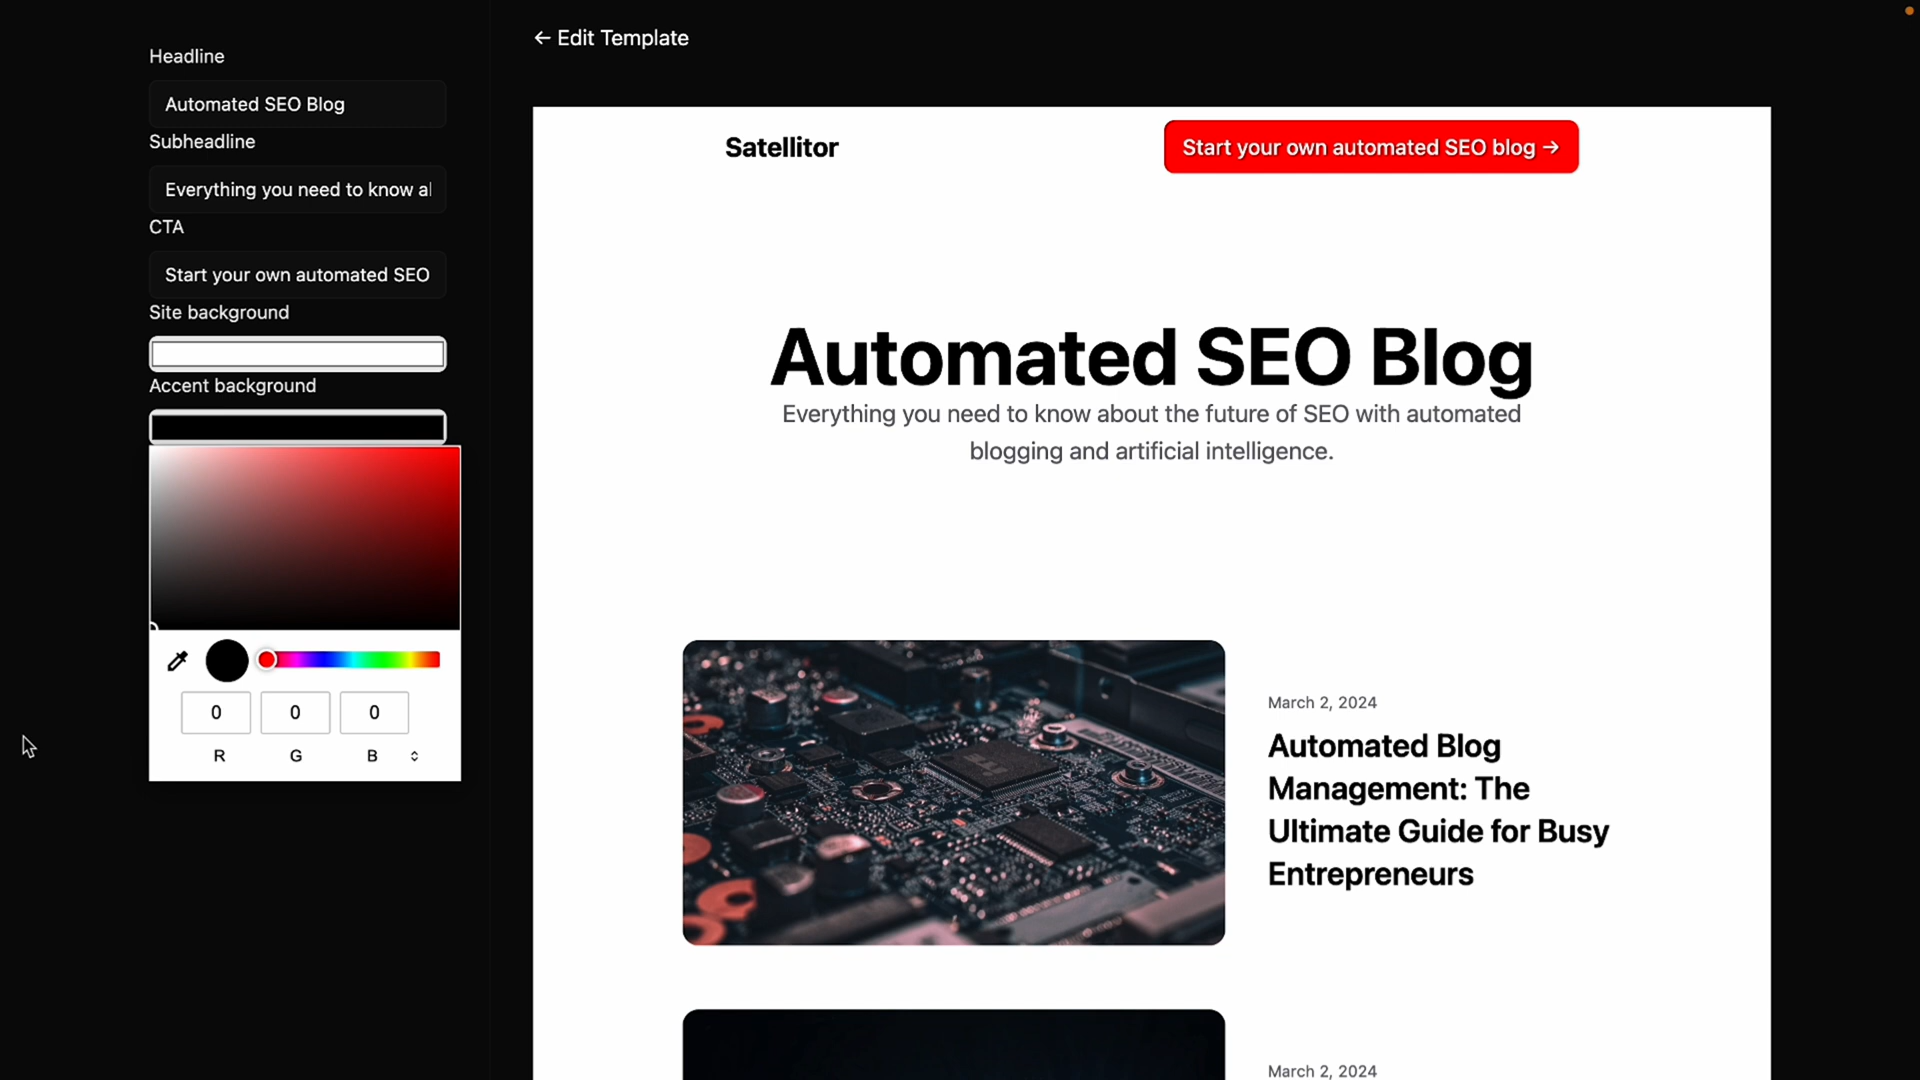 Headline
Automated SEO Blog
Subheadline
Everything you need to know al
CTA
Start your own automated SEO
Site background
Accent background
0 0 0
R G B
← Edit Template
Satellitor
Start your own automated SEO blog →
Automated SEO Blog
Everything you need to know about the future of SEO with automated
blogging and artificial intelligence.
March 2, 2024
Automated Blog
Management: The
Ultimate Guide for Busy
Entrepreneurs
March 2, 2024